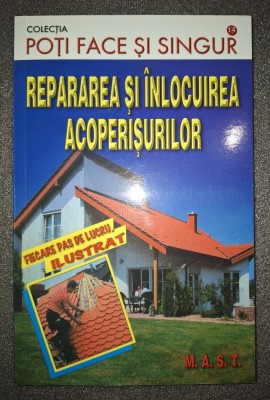 COLECȚIA
POȚI FACE ȘI SINGUR
14
REPARAREA ȘI ÎNLOCUIREA
ACOPERIȘURILOR
FIECARE PAS DE LUCRU,
ILUSTRAT
M. A. S. T.